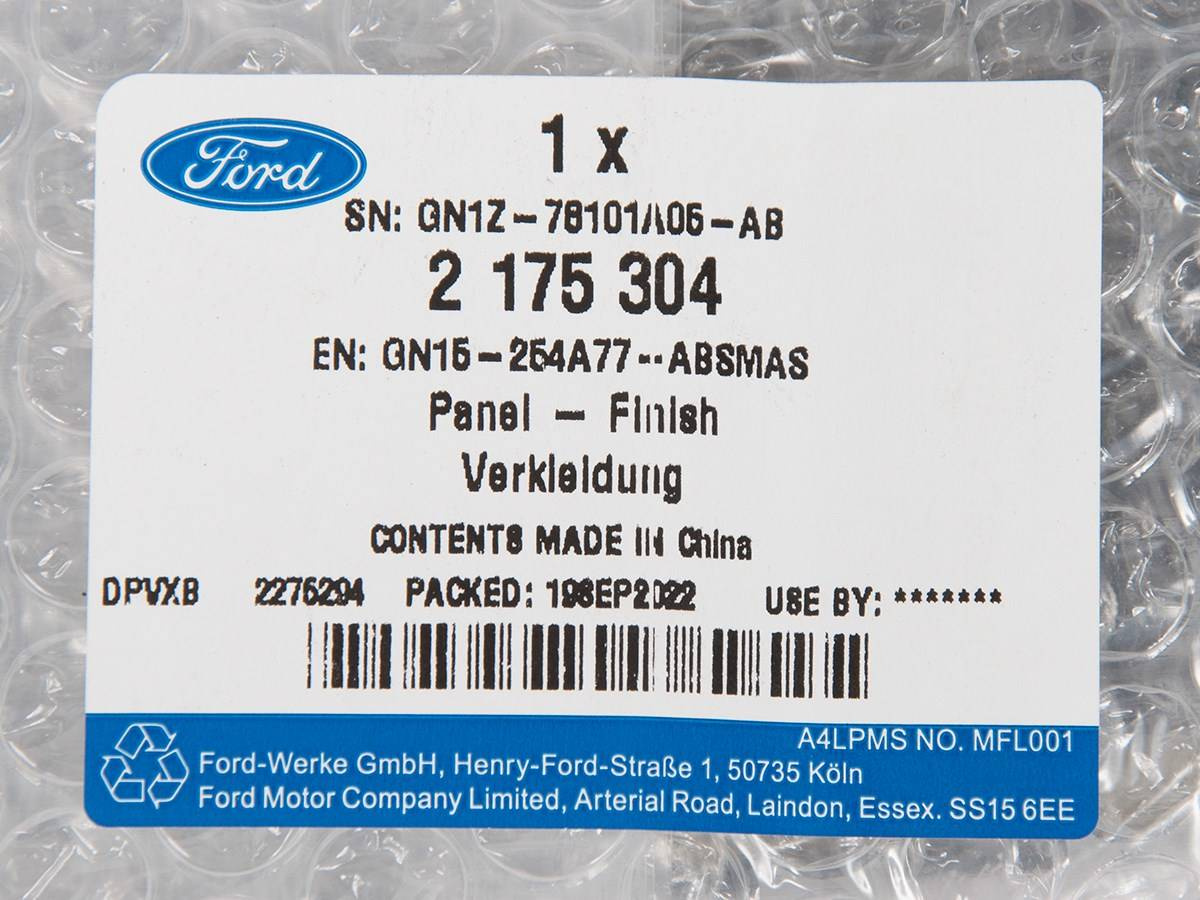 Ford
1 x
SN: GN1Z-78101A06-AB
2 175 304
EN: GN15-254A77-ABSMAS
Panel - Finish
Verkleidung
CONTENTS MADE IN China
DPVXB 2275294 PACKED: 19SEP2022 USE BY: *******
A4LPMS NO. MFL001
Ford-Werke GmbH, Henry-Ford-Straße 1, 50735 Köln
Ford Motor Company Limited, Arterial Road, Laindon, Essex. SS15 6EE